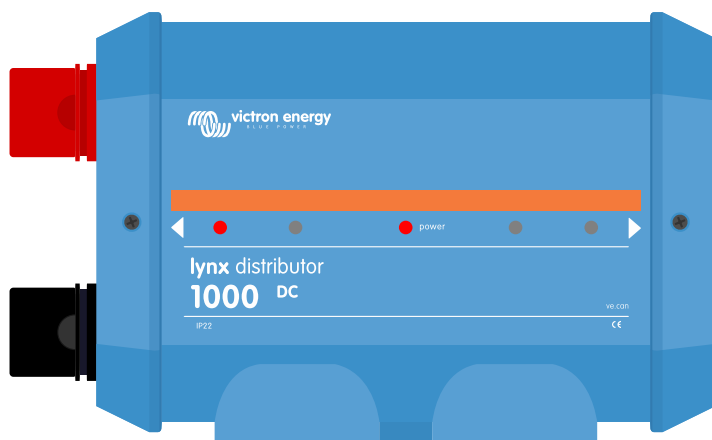 victron energy
BLUE POWER
power
lynx distributor
1000 DC
ve.can
IP22 CE